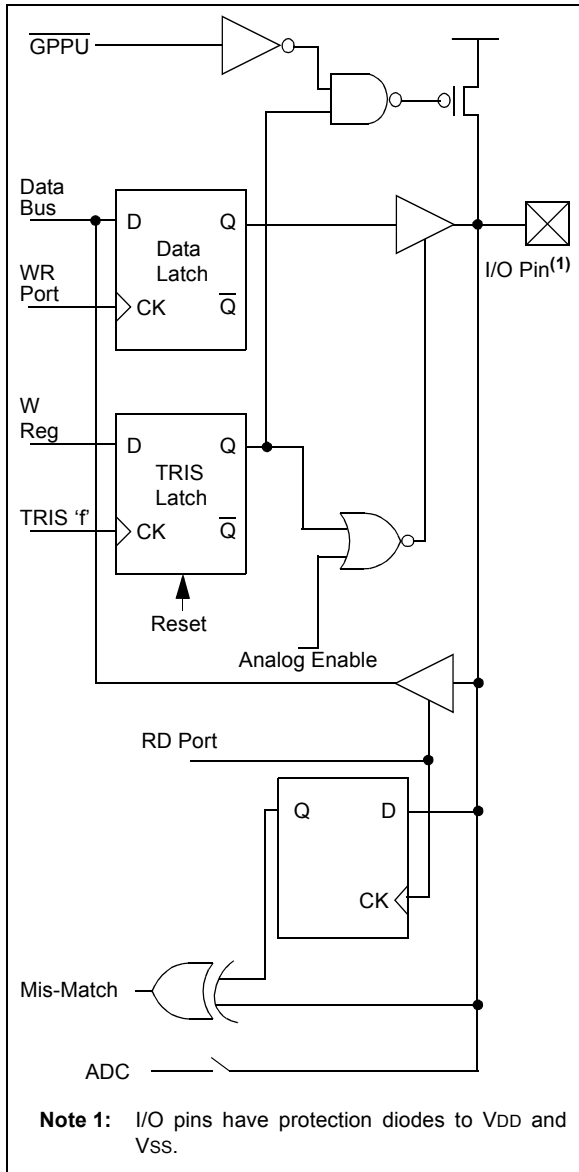 GPPU
Data
Bus
D Q
Data
Latch
I/O Pin(1)
WR
Port
CK Q
W
Reg
D Q
TRIS
Latch
TRIS ‘f’
CK Q
Reset
Analog Enable
RD Port
Q D
CK
Mis-Match
ADC
Note 1: I/O pins have protection diodes to VDD and
VSS.